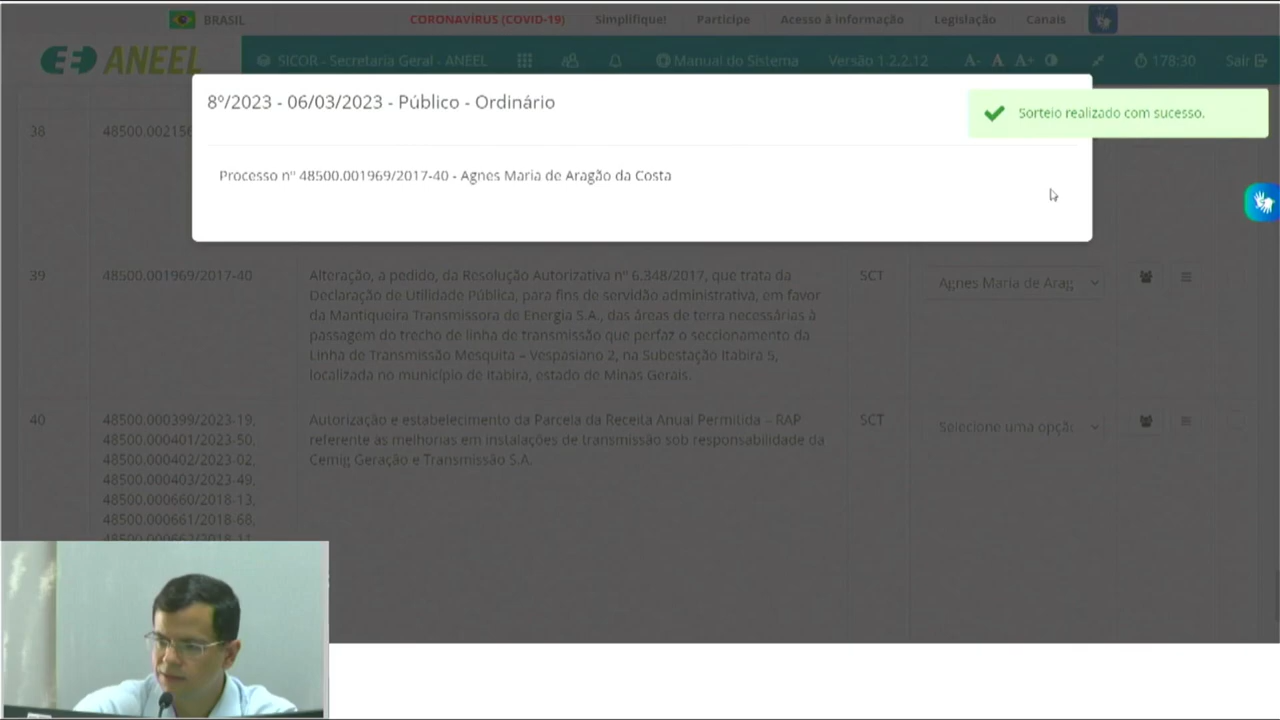 BRASIL
CORONAVÍRUS (COVID-19)
Simplifique!
Participe
Acesso à informação
Legislação
Canais
ANEEL
SICOR - Secretaria Geral - ANEEL
Manual do Sistema
Versão 1.2.2.12
A-
A
A+
178:30
Sair
8º/2023 - 06/03/2023 - Público - Ordinário
Sorteio realizado com sucesso.
Processo nº 48500.001969/2017-40 - Agnes Maria de Aragão da Costa
38
48500.002156
39
48500.001969/2017-40
Alteração, a pedido, da Resolução Autorizativa nº 6.348/2017, que trata da
Declaração de Utilidade Pública, para fins de servidão administrativa, em favor
da Mantiqueira Transmissora de Energia S.A., das áreas de terra necessárias à
passagem do trecho de linha de transmissão que perfaz o seccionamento da
Linha de Transmissão Mesquita – Vespasiano 2, na Subestação Itabira 5,
localizada no município de Itabira, estado de Minas Gerais.
SCT
Agnes Maria de Arag
40
48500.000399/2023-19,
48500.000401/2023-50,
48500.000402/2023-02,
48500.000403/2023-49,
48500.000660/2018-13,
48500.000661/2018-68,
48500.000662/2018-11
Autorização e estabelecimento da Parcela da Receita Anual Permitida – RAP
referente às melhorias em instalações de transmissão sob responsabilidade da
Cemig Geração e Transmissão S.A.
SCT
Selecione uma opçã